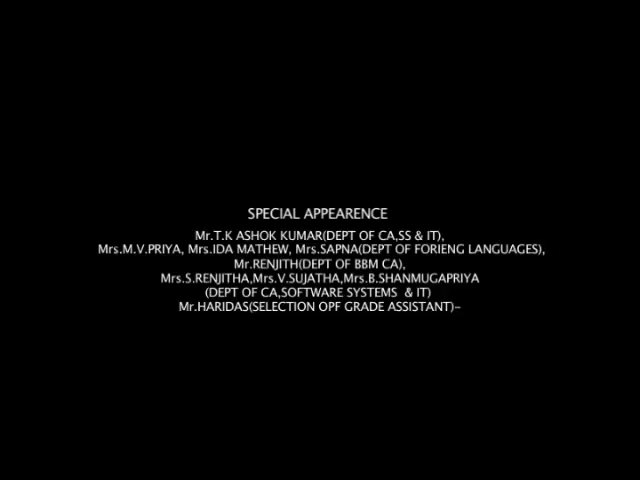 SPECIAL APPEARENCE
Mr.T.K ASHOK KUMAR(DEPT OF CA,SS & IT),
Mrs.M.V.PRIYA, Mrs.IDA MATHEW, Mrs.SAPNA(DEPT OF FORIENG LANGUAGES),
Mr.RENJITH(DEPT OF BBM CA),
Mrs.S.RENJITHA,Mrs.V.SUJATHA,Mrs.B.SHANMUGAPRIYA
(DEPT OF CA,SOFTWARE SYSTEMS & IT)
Mr.HARIDAS(SELECTION OPF GRADE ASSISTANT)-